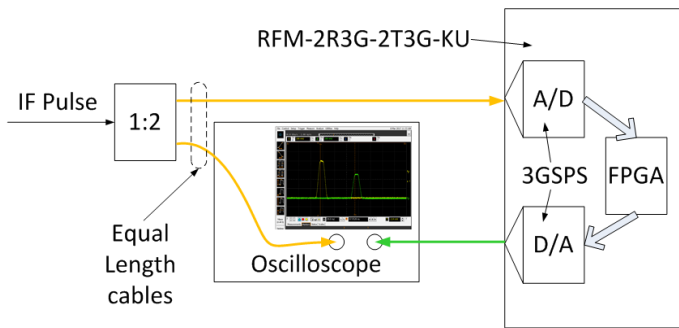 RFM-2R3G-2T3G-KU
IF Pulse
1:2
A/D
3GSPS
FPGA
D/A
Equal
Length
cables
Oscilloscope